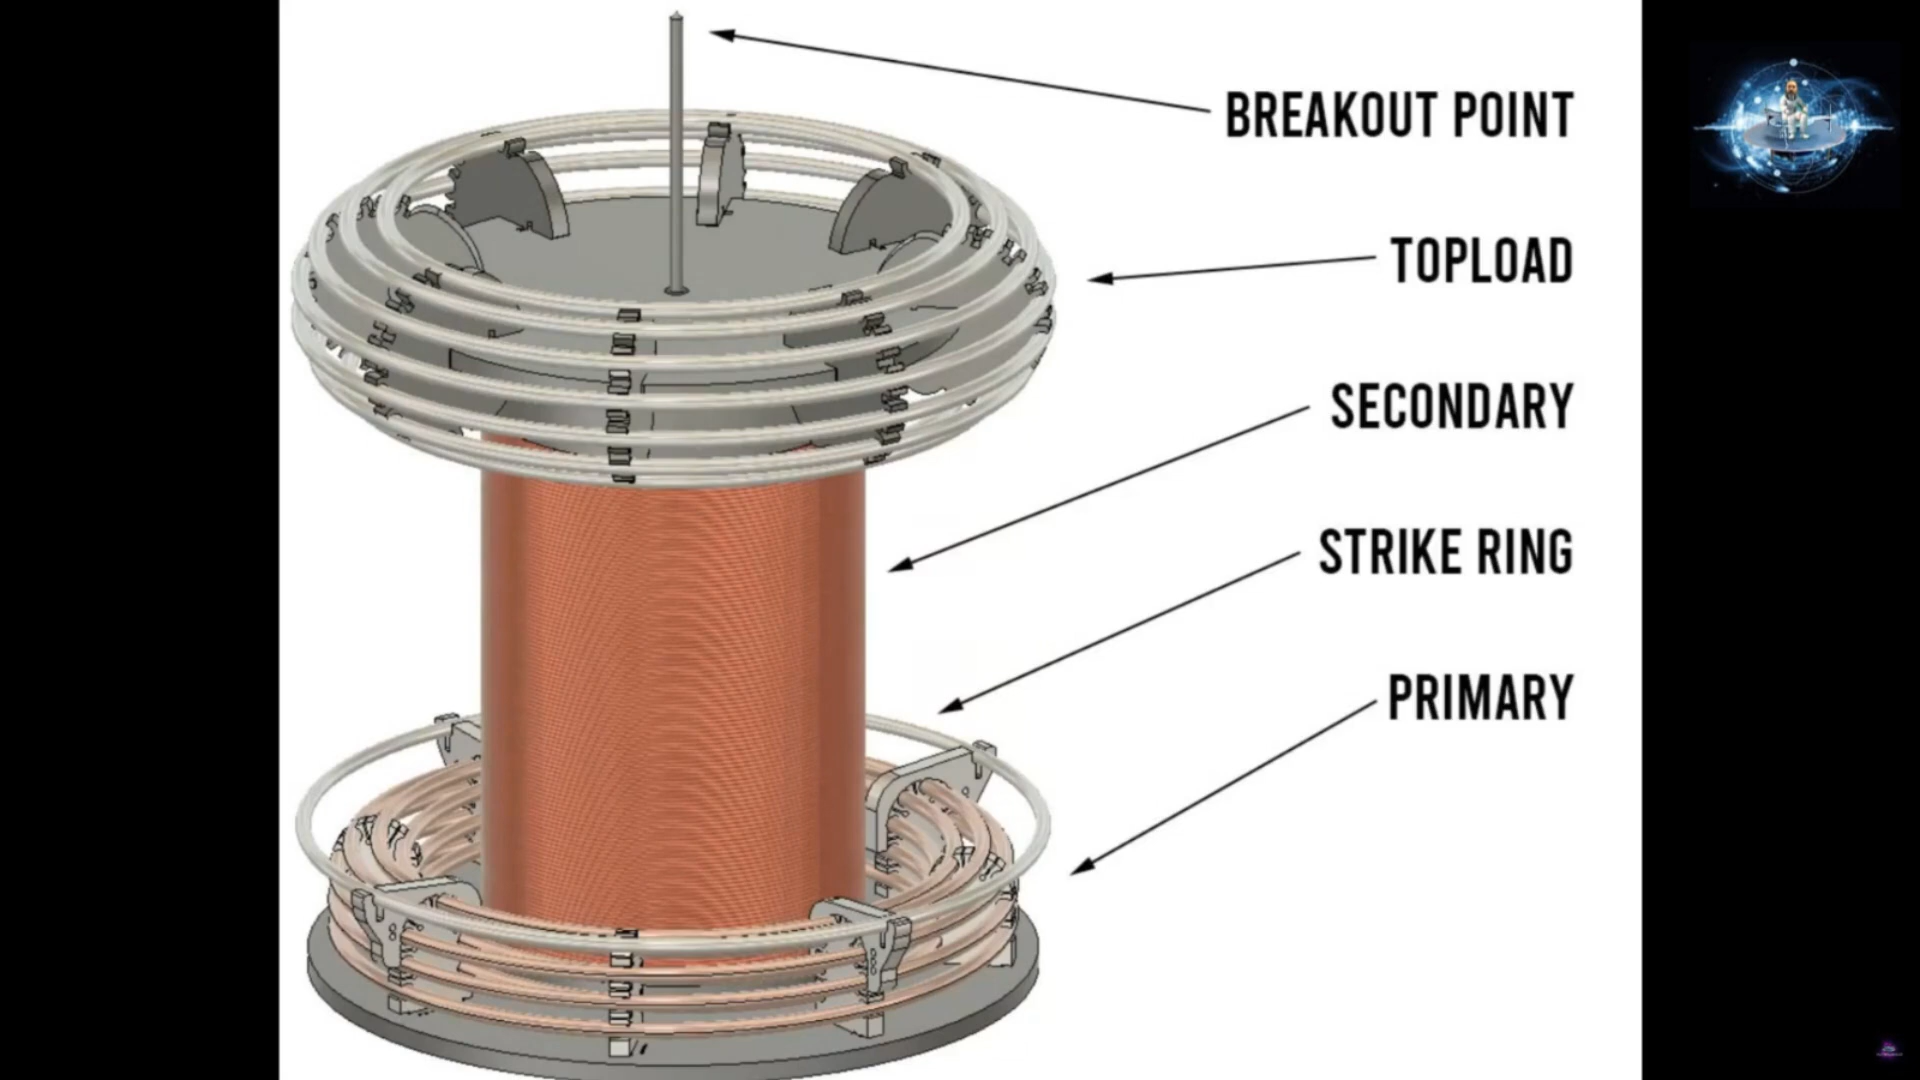 BREAKOUT POINT
TOPLOAD
SECONDARY
STRIKE RING
PRIMARY